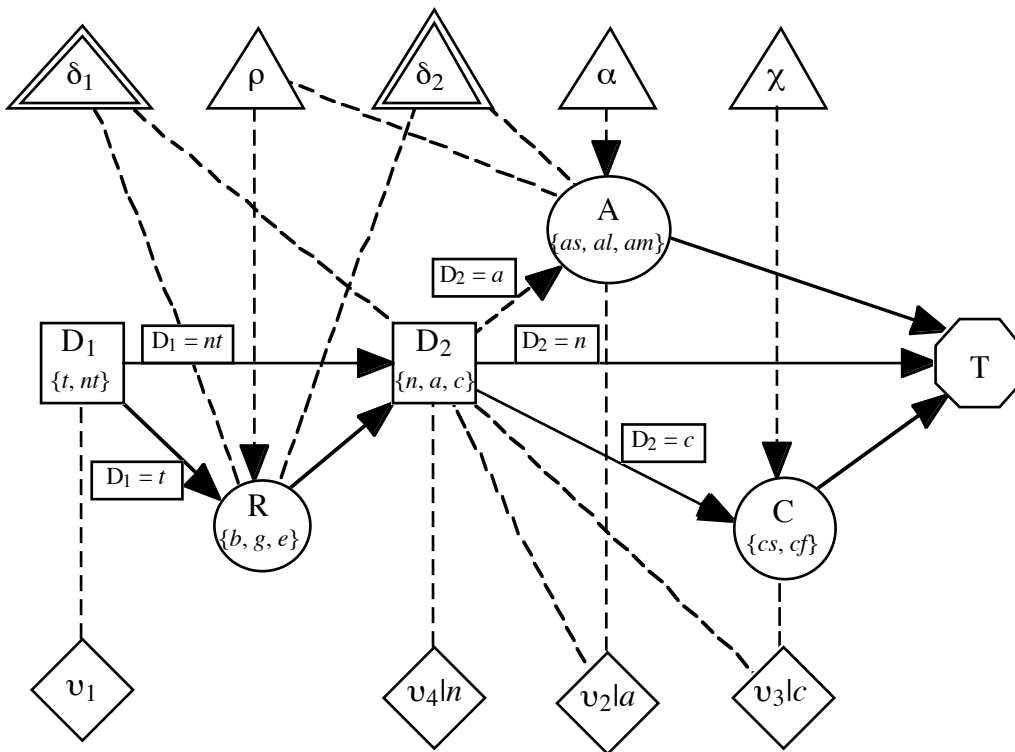 δ₁
ρ
δ₂
α
χ
A
{as, al, am}
D₂ = a
D₁
{t, nt}
D₁ = nt
D₂
{n, a, c}
D₂ = n
T
D₁ = t
D₂ = c
R
{b, g, e}
C
{cs, cf}
υ₁
υ₄|n
υ₂|a
υ₃|c